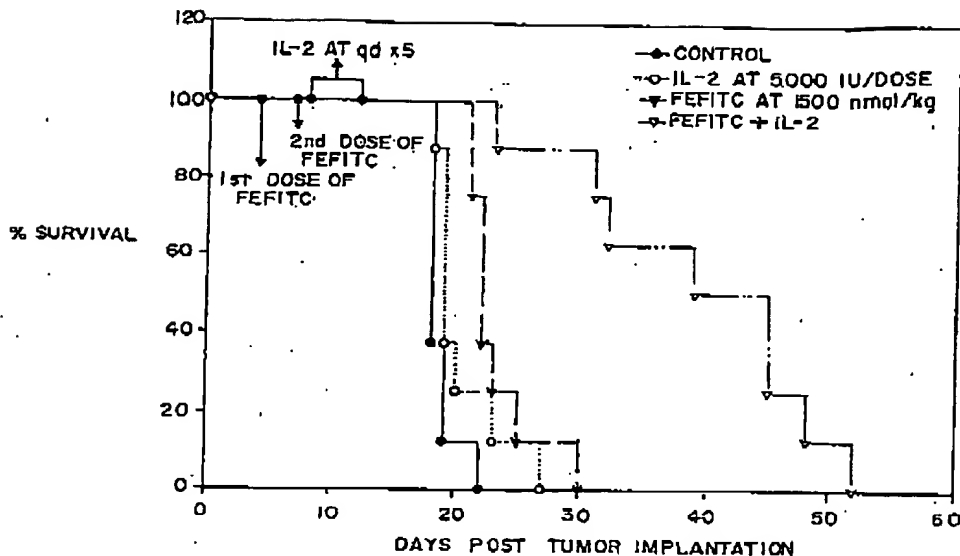 120
100
80
60
40
20
0
% SURVIVAL
IL-2 AT qd x5
1st DOSE OF
FEFITC
2nd DOSE OF
FEFITC
CONTROL
IL-2 AT 5,000 IU/DOSE
FEFITC AT 1500 nmol/kg
FEFITC + IL-2
0
10
20
30
40
50
60
DAYS POST TUMOR IMPLANTATION